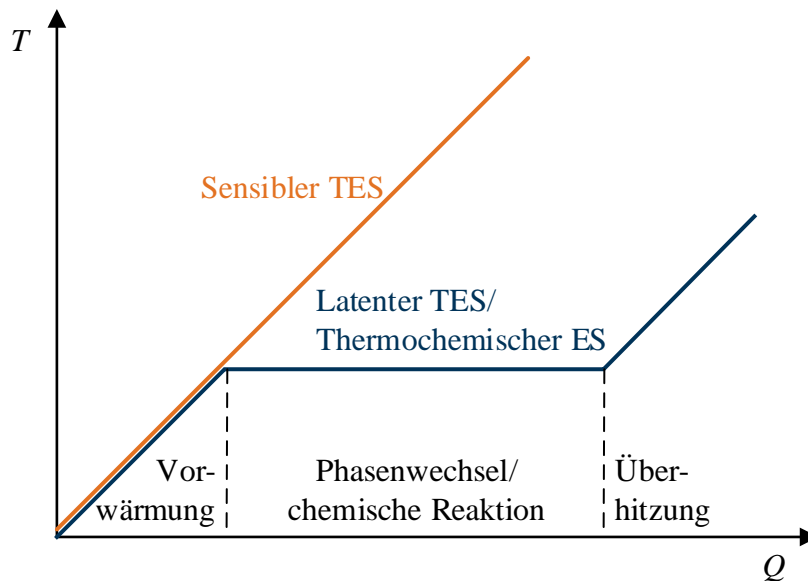 T
Sensibler TES
Latenter TES/
Thermochemischer ES
Vor-
wärmung
Phasenwechsel/
chemische Reaktion
Über-
hitzung
Q